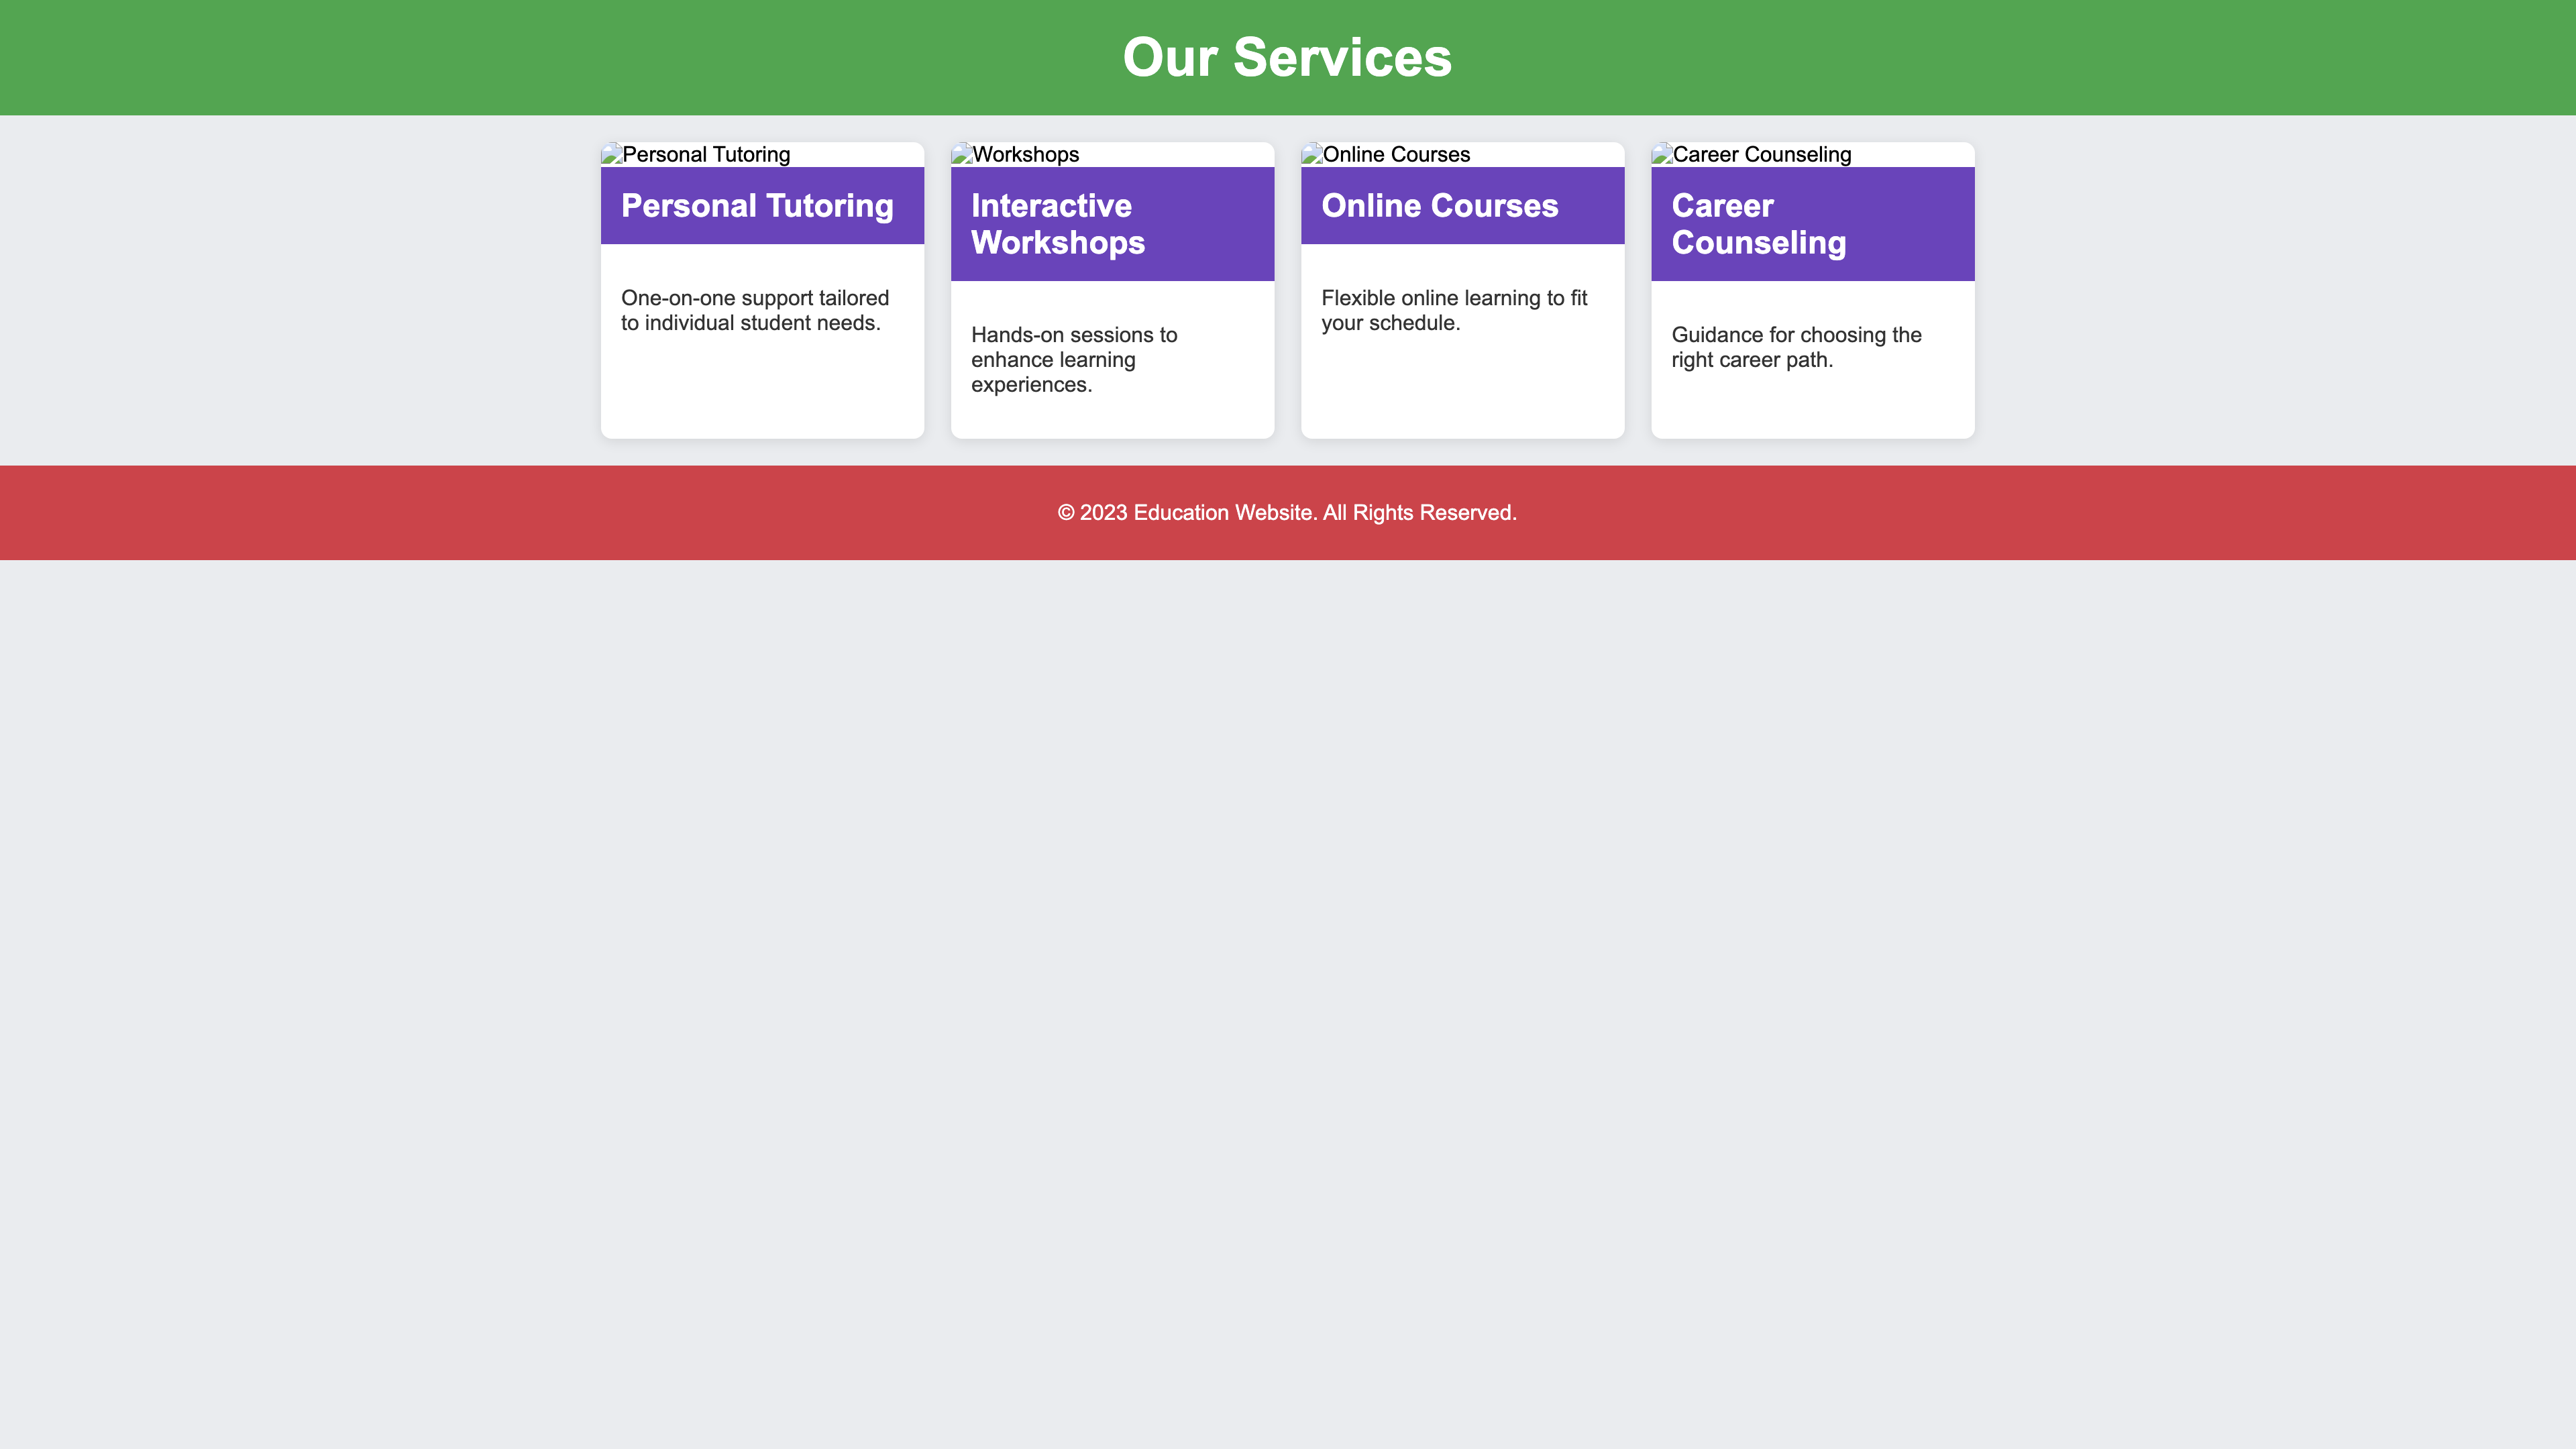 Our Services
Personal Tutoring
Personal Tutoring
One-on-one support tailored
to individual student needs.
Workshops
Interactive
Workshops
Hands-on sessions to
enhance learning
experiences.
Online Courses
Online Courses
Flexible online learning to fit
your schedule.
Career Counseling
Career
Counseling
Guidance for choosing the
right career path.
© 2023 Education Website. All Rights Reserved.